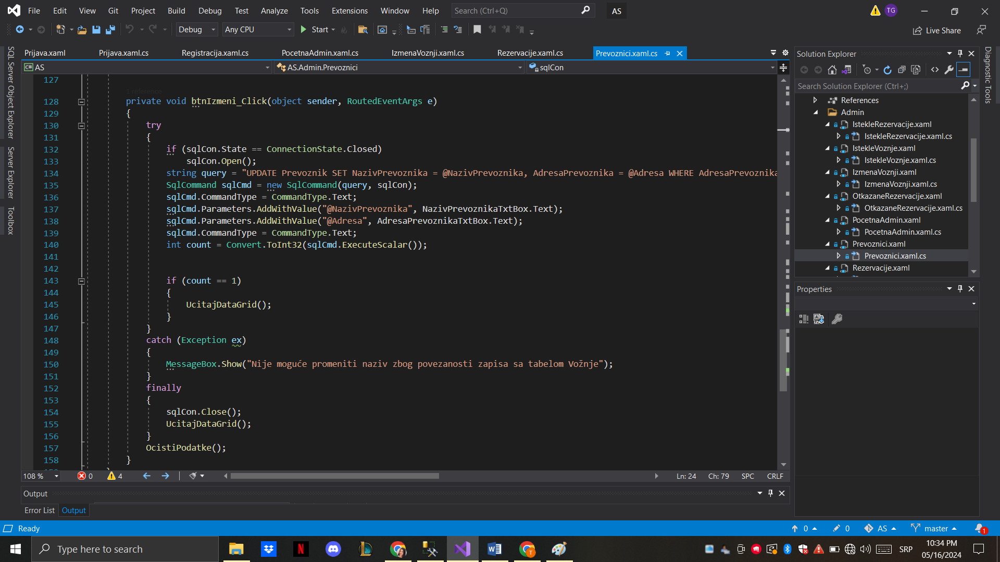 File Edit View Git Project Build Debug Test Analyze Tools Extensions Window Help Search (Ctrl+Q) AS TG
Debug Any CPU Start Live Share
Prijava.xaml Prijava.xaml.cs Registracija.xaml.cs PocetnaAdmin.xaml.cs IzmenaVoznji.xaml.cs Rezervacije.xaml.cs Prevoznici.xaml.cs
C# AS AS.Admin.Prevoznici sqlCon
SQL Server Object Explorer
Server Explorer
Toolbox
127
128 private void btnIzmeni_Click(object sender, RoutedEventArgs e)
129 {
130 try
131 {
132 if (sqlCon.State == ConnectionState.Closed)
133 sqlCon.Open();
134 string query = "UPDATE Prevoznik SET NazivPrevoznika = @NazivPrevoznika, AdresaPrevoznika = @Adresa WHERE AdresaPrevoznika
135 SqlCommand sqlCmd = new SqlCommand(query, sqlCon);
136 sqlCmd.CommandType = CommandType.Text;
137 sqlCmd.Parameters.AddWithValue("@NazivPrevoznika", NazivPrevoznikaTxtBox.Text);
138 sqlCmd.Parameters.AddWithValue("@Adresa", AdresaPrevoznikaTxtBox.Text);
139 sqlCmd.CommandType = CommandType.Text;
140 int count = Convert.ToInt32(sqlCmd.ExecuteScalar());
141
142
143 if (count == 1)
144 {
145 UcitajDataGrid();
146 }
147 }
148 catch (Exception ex)
149 {
150 MessageBox.Show("Nije moguće promeniti naziv zbog povezanosti zapisa sa tabelom Vožnje");
151 }
152 finally
153 {
154 sqlCon.Close();
155 UcitajDataGrid();
156 }
157 OcistiPodatke();
158 }
108 % 0 4 Ln: 24 Ch: 79 SPC CRLF
Output
Error List Output
Solution Explorer
Search Solution Explorer (Ctrl+;)
References
Admin
IstekleRezervacije.xaml
IstekleRezervacije.xaml.cs
IstekleVoznje.xaml
IstekleVoznje.xaml.cs
IzmenaVoznji.xaml
IzmenaVoznji.xaml.cs
OtkazaneRezervacije.xaml
OtkazaneRezervacije.xaml.cs
PocetnaAdmin.xaml
PocetnaAdmin.xaml.cs
Prevoznici.xaml
Prevoznici.xaml.cs
Rezervacije.xaml
Properties
Diagnostic Tools
Ready 0 0 AS master 1
Type here to search SRP 10:34 PM
05/16/2024